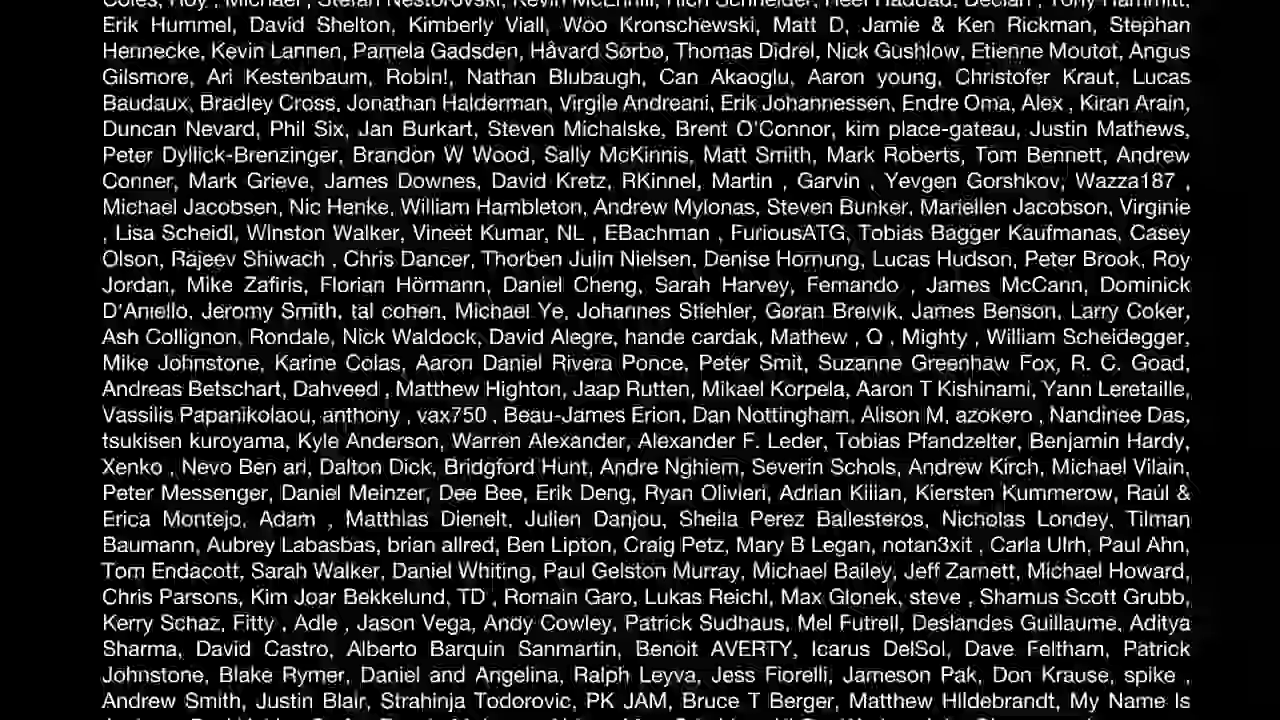 Erik Hummel, David Shelton, Kimberly Viall, Woo Kronschewski, Matt D, Jamie & Ken Rickman, Stephan
Hennecke, Kevin Lannen, Pamela Gadsden, Håvard Sørbø, Thomas Didrel, Nick Gushlow, Etienne Moutot, Angus
Gilsmore, Ari Kestenbaum, Robin!, Nathan Blubaugh, Can Akaoglu, Aaron young, Christofer Kraut, Lucas
Baudaux, Bradley Cross, Jonathan Halderman, Virgile Andreani, Erik Johannessen, Endre Oma, Alex , Kiran Arain,
Duncan Nevard, Phil Six, Jan Burkart, Steven Michalske, Brent O'Connor, kim place-gateau, Justin Mathews,
Peter Dyllick-Brenzinger, Brandon W Wood, Sally McKinnis, Matt Smith, Mark Roberts, Tom Bennett, Andrew
Conner, Mark Grieve, James Downes, David Kretz, RKinnel, Martin , Garvin , Yevgen Gorshkov, Wazza187 ,
Michael Jacobsen, Nic Henke, William Hambleton, Andrew Mylonas, Steven Bunker, Mariellen Jacobson, Virginie
, Lisa Scheidl, Winston Walker, Vineet Kumar, NL , EBachman , FuriousATG, Tobias Bagger Kaufmanas, Casey
Olson, Rajeev Shiwach , Chris Dancer, Thorben Julin Nielsen, Denise Hornung, Lucas Hudson, Peter Brook, Roy
Jordan, Mike Zafiris, Florian Hörmann, Daniel Cheng, Sarah Harvey, Fernando , James McCann, Dominick
D'Aniello, Jeromy Smith, tal cohen, Michael Ye, Johannes Stiehler, Gøran Breivik, James Benson, Larry Coker,
Ash Collignon, Rondale, Nick Waldock, David Alegre, hande cardak, Mathew , Q , Mighty , William Scheidegger,
Mike Johnstone, Karine Colas, Aaron Daniel Rivera Ponce, Peter Smit, Suzanne Greenhaw Fox, R. C. Goad,
Andreas Betschart, Dahveed , Matthew Highton, Jaap Rutten, Mikael Korpela, Aaron T Kishinami, Yann Leretaille,
Vassilis Papanikolaou, anthony , vax750 , Beau-James Erion, Dan Nottingham, Alison M, azokero , Nandinee Das,
tsukisen kuroyama, Kyle Anderson, Warren Alexander, Alexander F. Leder, Tobias Pfandzelter, Benjamin Hardy,
Xenko , Nevo Ben ari, Dalton Dick, Bridgford Hunt, Andre Nghiem, Severin Schols, Andrew Kirch, Michael Vilain,
Peter Messenger, Daniel Meinzer, Dee Bee, Erik Deng, Ryan Olivieri, Adrian Kilian, Kiersten Kummerow, Raúl &
Erica Montejo, Adam , Matthias Dienelt, Julien Danjou, Sheila Perez Ballesteros, Nicholas Londey, Tilman
Baumann, Aubrey Labasbas, brian allred, Ben Lipton, Craig Petz, Mary B Legan, notan3xit , Carla Ulrh, Paul Ahn,
Tom Endacott, Sarah Walker, Daniel Whiting, Paul Gelston Murray, Michael Bailey, Jeff Zarnett, Michael Howard,
Chris Parsons, Kim Joar Bekkelund, TD , Romain Garo, Lukas Reichl, Max Glonek, steve , Shamus Scott Grubb,
Kerry Schaz, Fitty , Adle , Jason Vega, Andy Cowley, Patrick Sudhaus, Mel Futrell, Deslandes Guillaume, Aditya
Sharma, David Castro, Alberto Barquin Sanmartin, Benoit AVERTY, Icarus DelSol, Dave Feltham, Patrick
Johnstone, Blake Rymer, Daniel and Angelina, Ralph Leyva, Jess Fiorelli, Jameson Pak, Don Krause, spike ,
Andrew Smith, Justin Blair, Strahinja Todorovic, PK JAM, Bruce T Berger, Matthew Hildebrandt, My Name Is